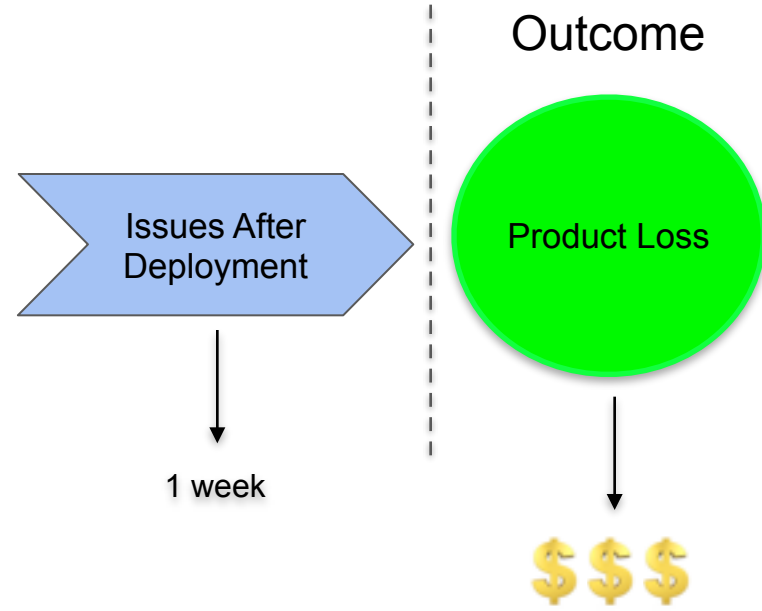 Outcome
Issues After
Deployment
Product Loss
1 week
$$$